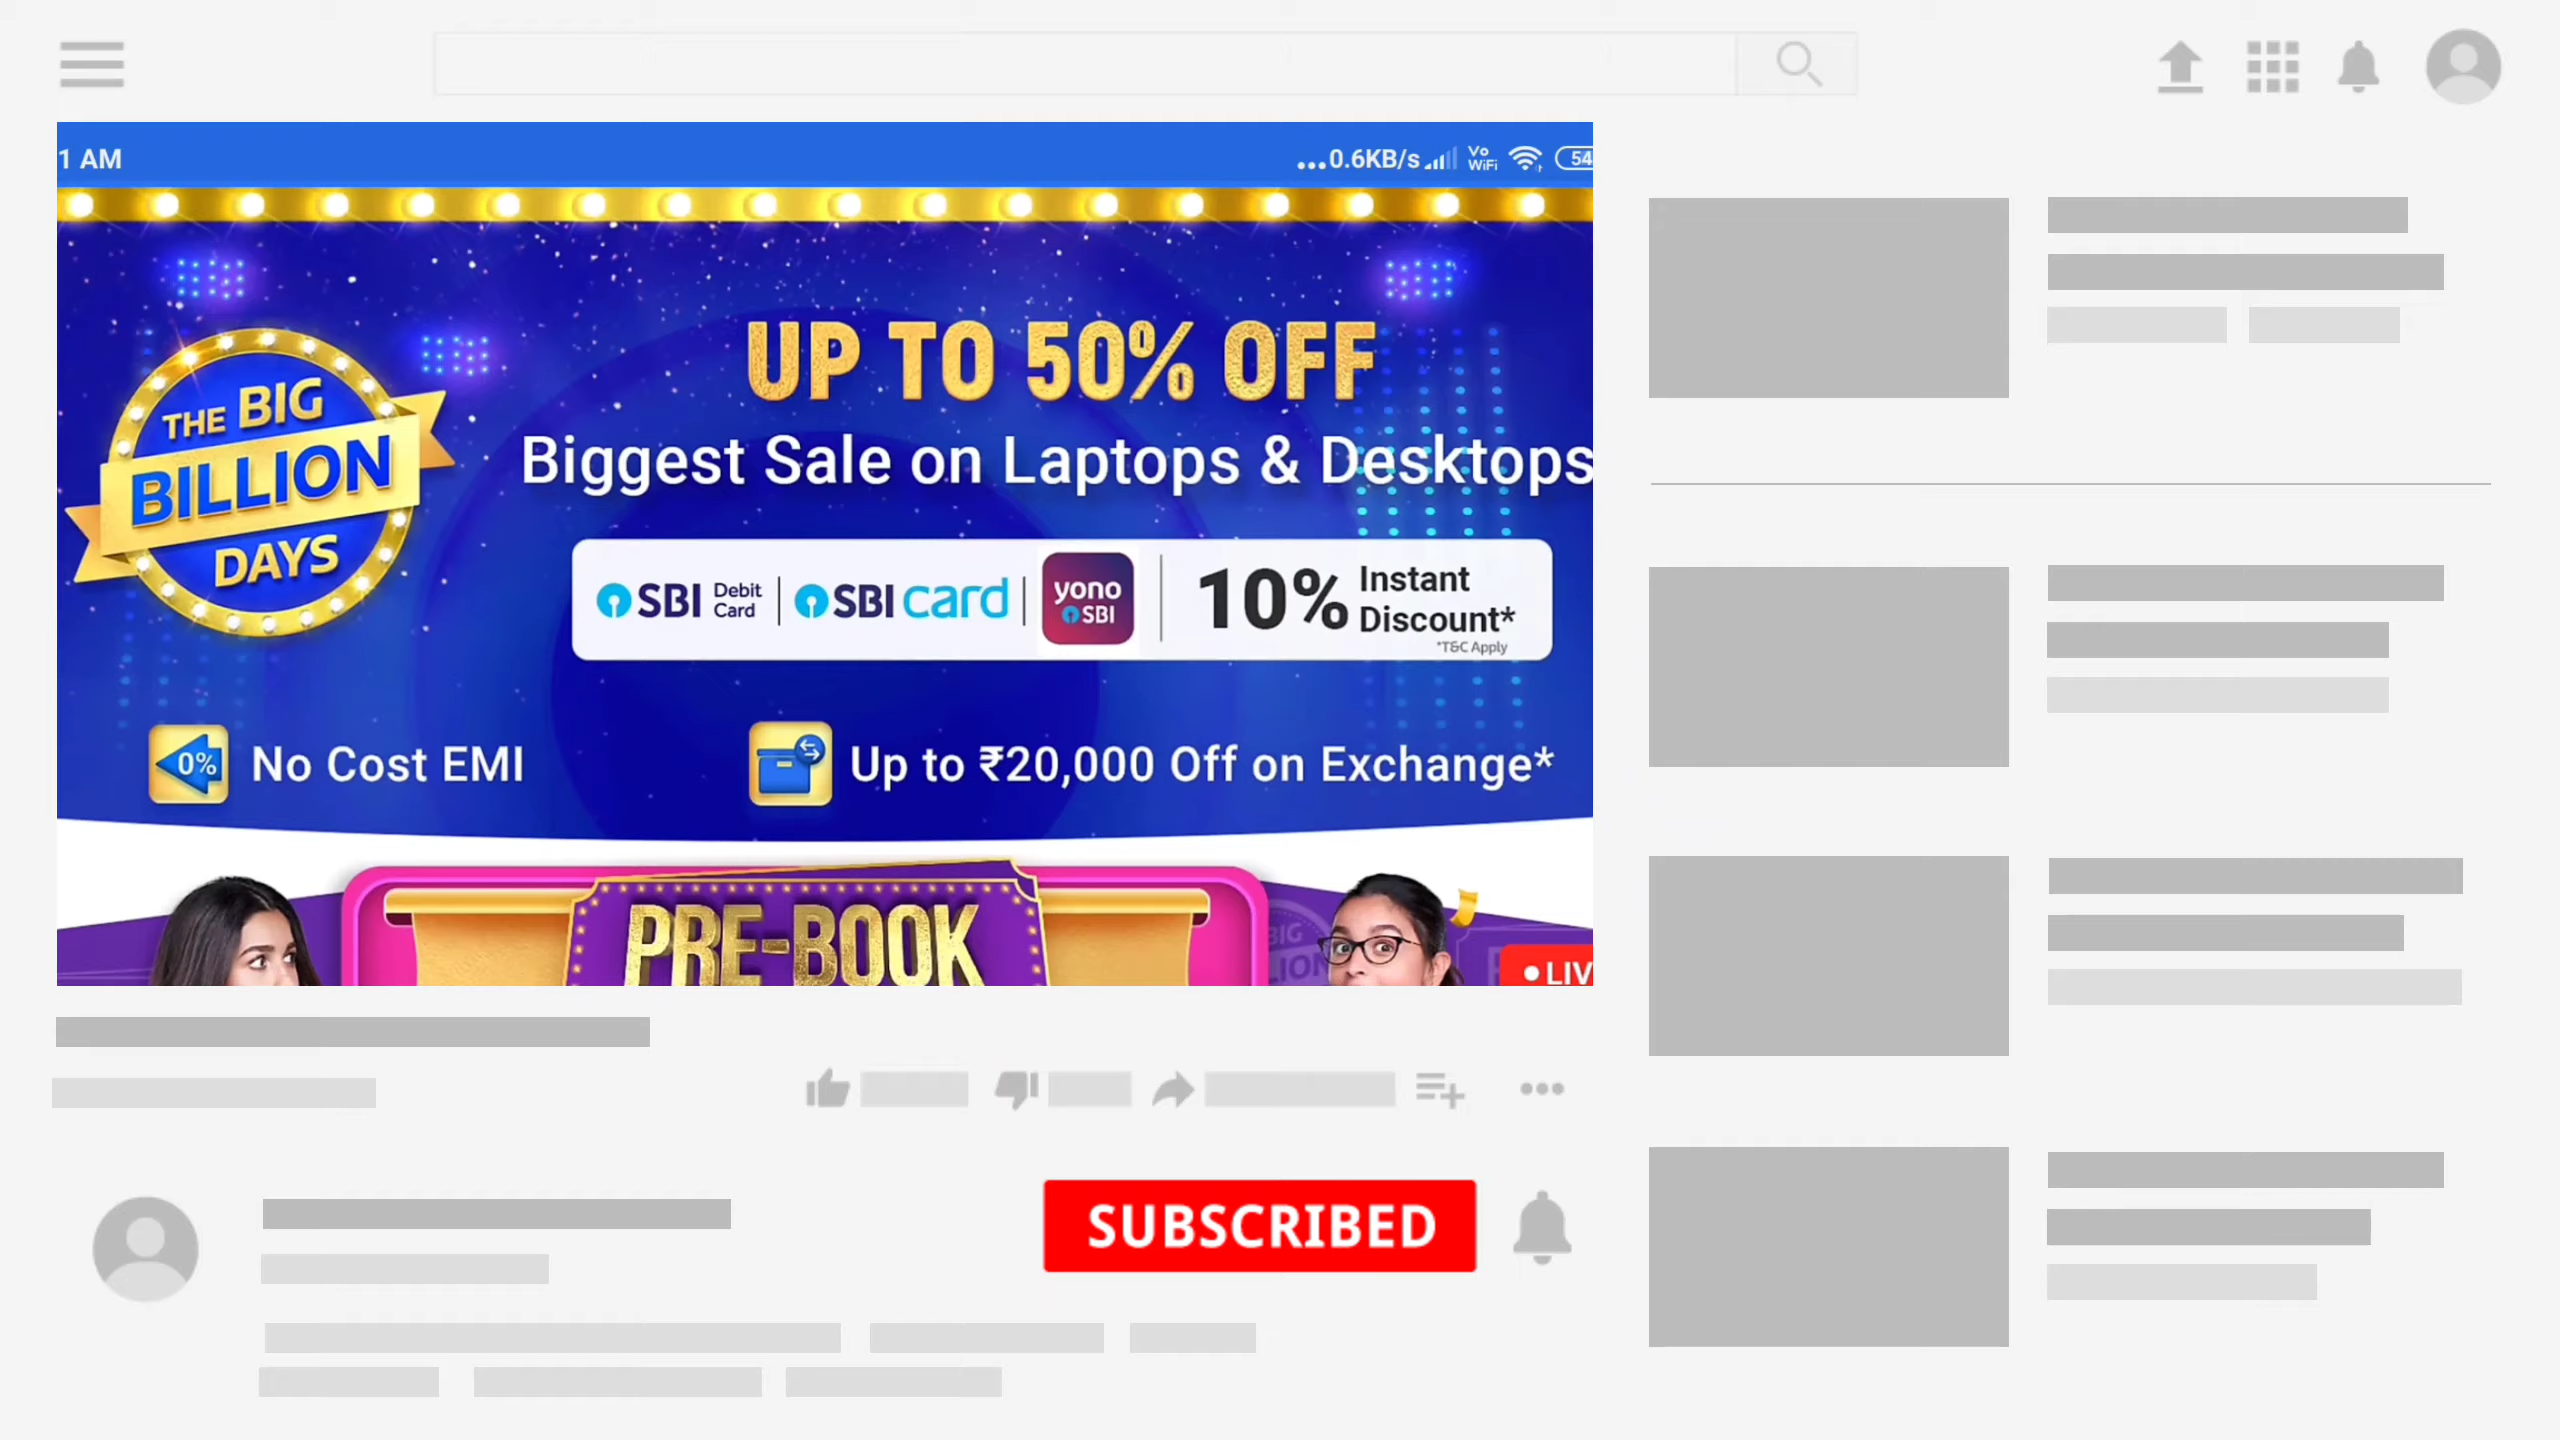 1 AM
...0.6KB/s Vo WiFi 54
UP TO 50% OFF
THE BIG
BILLION
DAYS
Biggest Sale on Laptops & Desktops
SBI Debit Card | SBI card | yono SBI | 10% Instant Discount*
*T&C Apply
0% No Cost EMI
Up to ₹20,000 Off on Exchange*
PRE-BOOK
BIG
LION
LIV
SUBSCRIBED